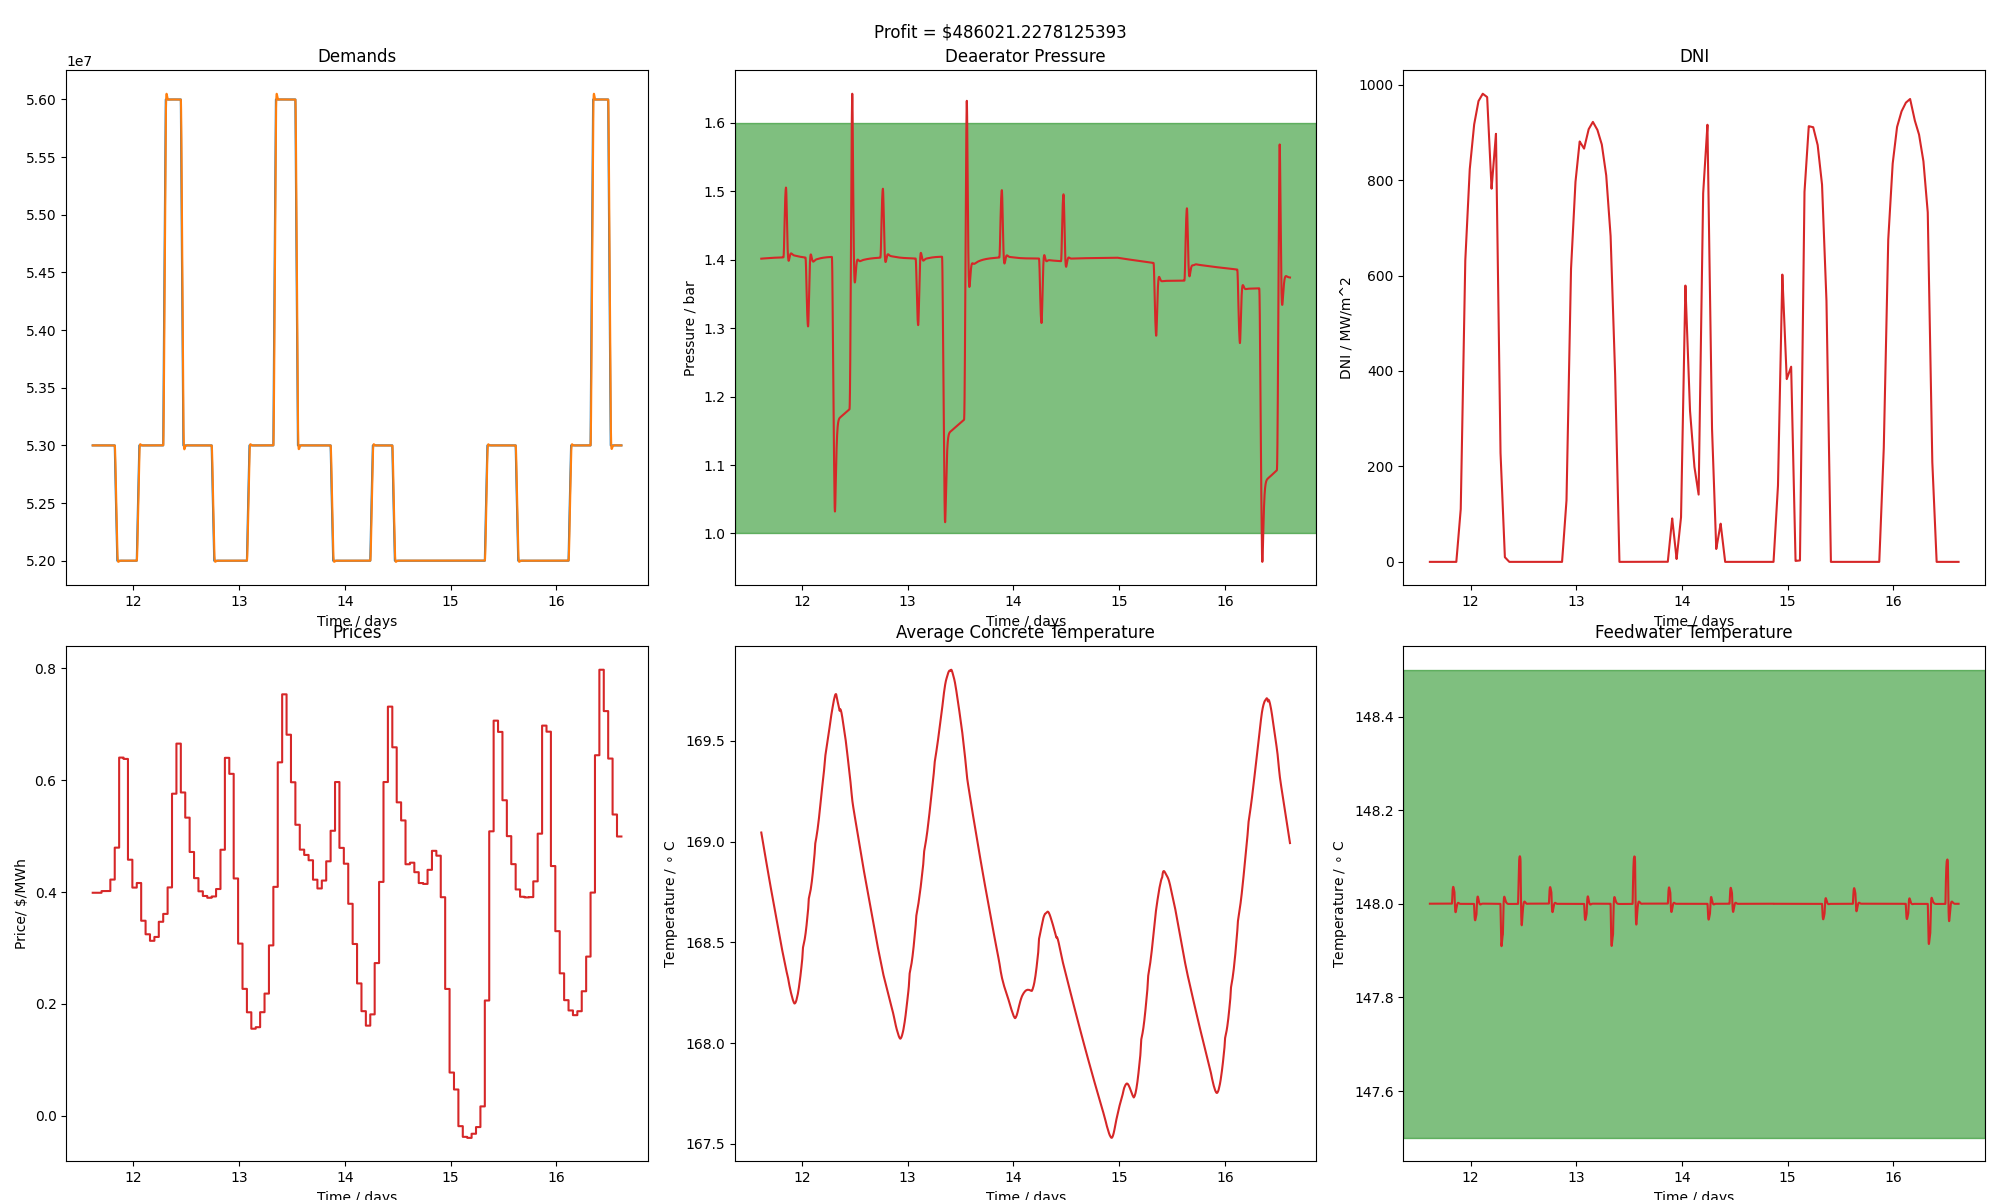 Profit = $486021.2278125393
Demands
1e7
5.60
5.55
5.50
5.45
5.40
5.35
5.30
5.25
5.20
12 13 14 15 16
Time / days
Deaerator Pressure
Pressure / bar
1.6
1.5
1.4
1.3
1.2
1.1
1.0
12 13 14 15 16
Time / days
DNI
DNI / MW/m^2
1000
800
600
400
200
0
12 13 14 15 16
Time / days
Prices
Price/ $/MWh
0.8
0.6
0.4
0.2
0.0
12 13 14 15 16
Time / days
Average Concrete Temperature
Temperature / ∘ C
169.5
169.0
168.5
168.0
167.5
12 13 14 15 16
Time / days
Feedwater Temperature
Temperature / ∘ C
148.4
148.2
148.0
147.8
147.6
12 13 14 15 16
Time / days